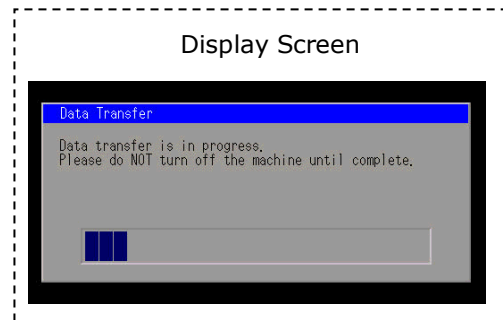 Display Screen
Data Transfer
Data transfer is in progress.
Please do NOT turn off the machine until complete.